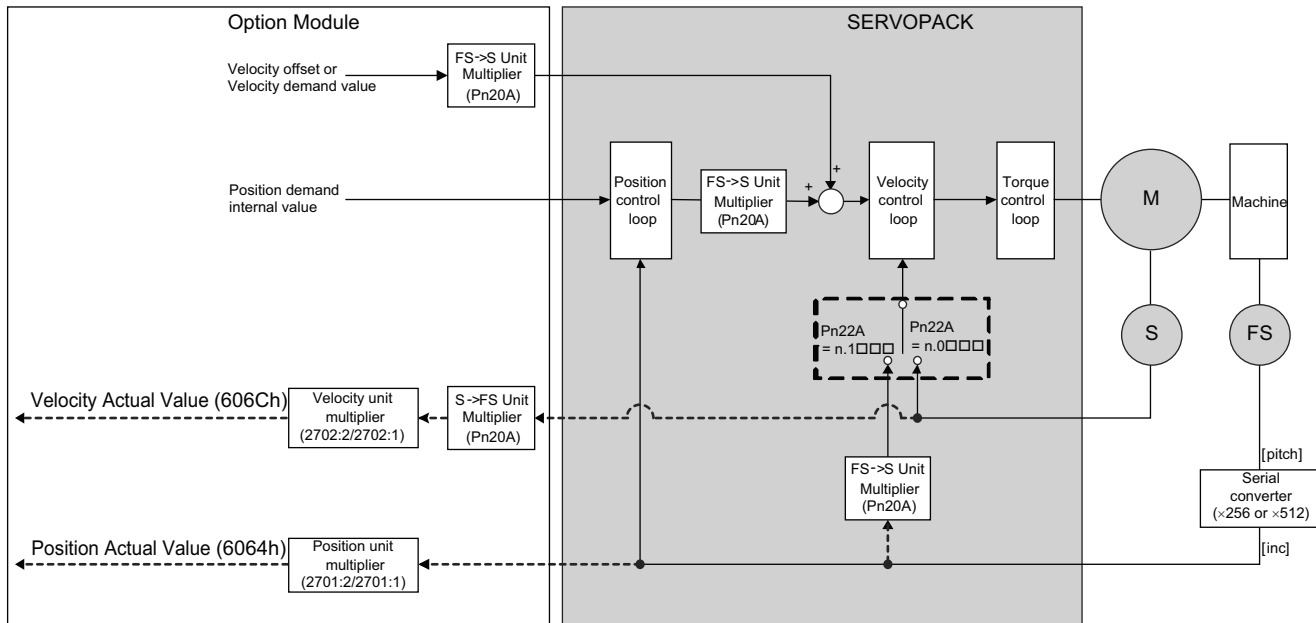 Option Module
SERVOPACK
Velocity offset or
Velocity demand value
FS->S Unit
Multiplier
(Pn20A)
+
Position demand
internal value
Position
control
loop
FS->S Unit
Multiplier
(Pn20A)
+
Velocity
control
loop
Torque
control
loop
M
Machine
Pn22A
= n.1□□□
Pn22A
= n.0□□□
S
FS
Velocity Actual Value (606Ch)
Velocity unit
multiplier
(2702:2/2702:1)
S->FS Unit
Multiplier
(Pn20A)
FS->S Unit
Multiplier
(Pn20A)
[pitch]
Serial
converter
(×256 or ×512)
[inc]
Position Actual Value (6064h)
Position unit
multiplier
(2701:2/2701:1)